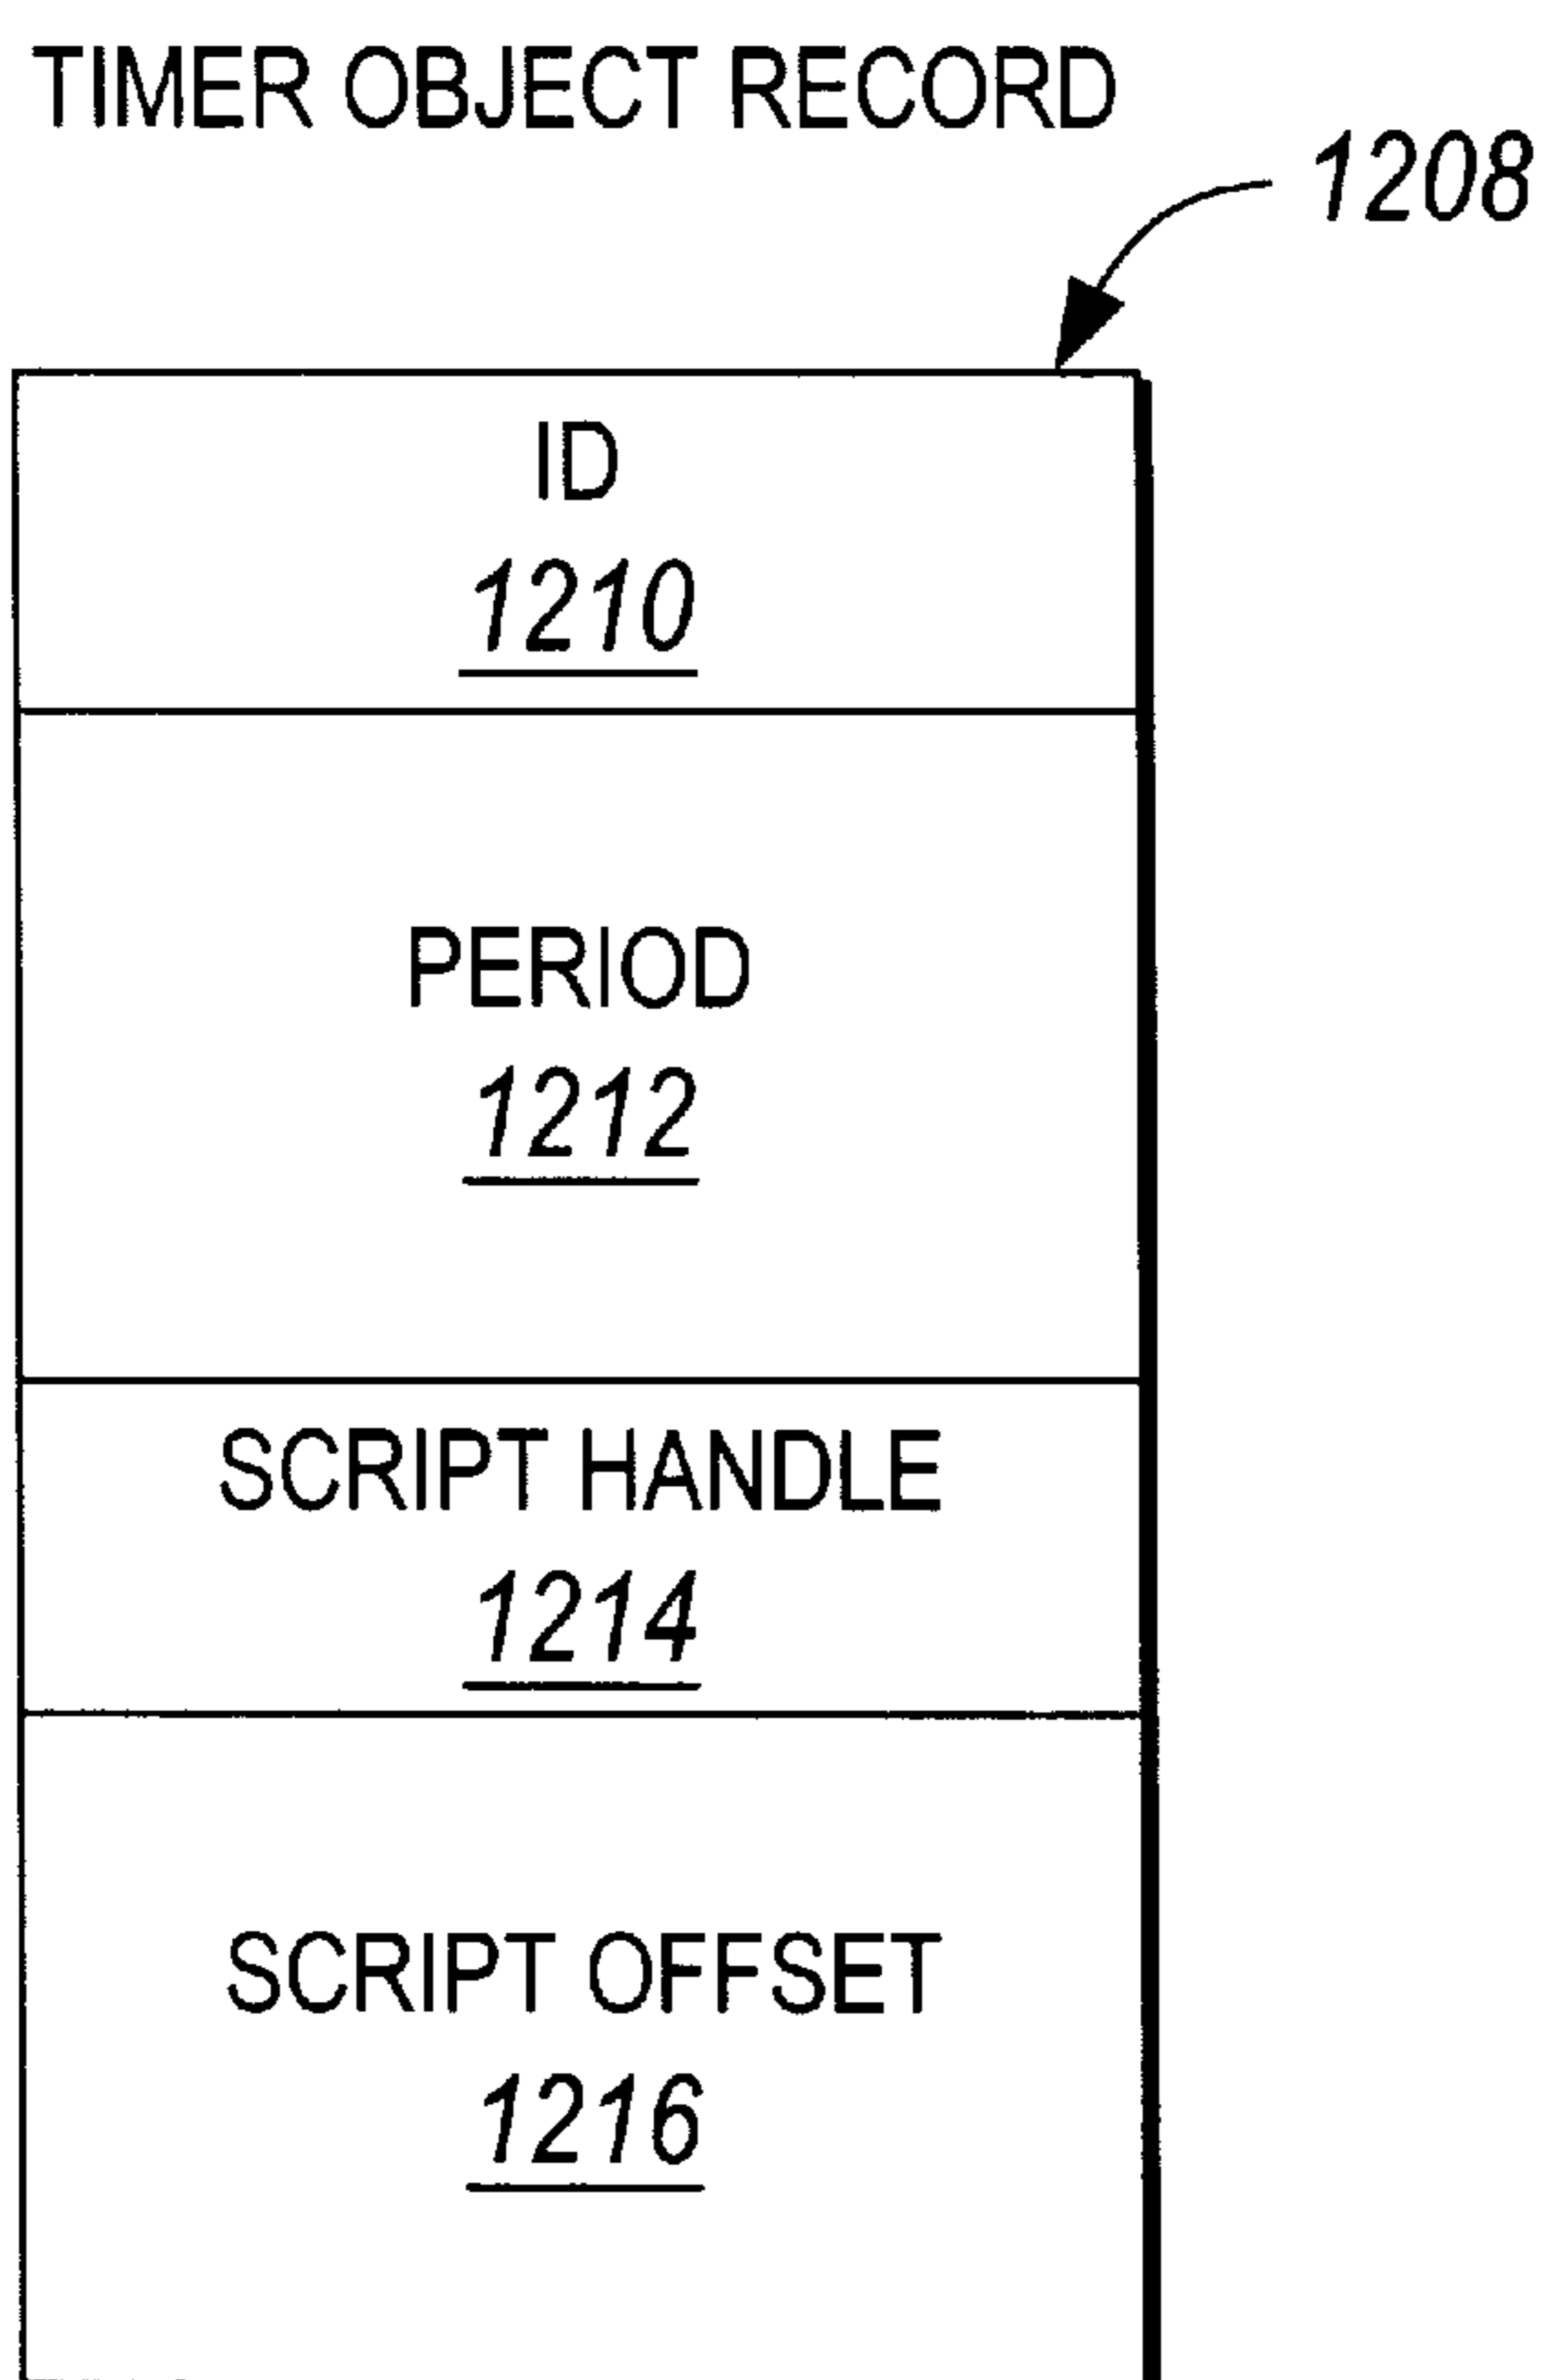 TIMER OBJECT RECORD
1208
ID
1210
PERIOD
1212
SCRIPT HANDLE
1214
SCRIPT OFFSET
1216